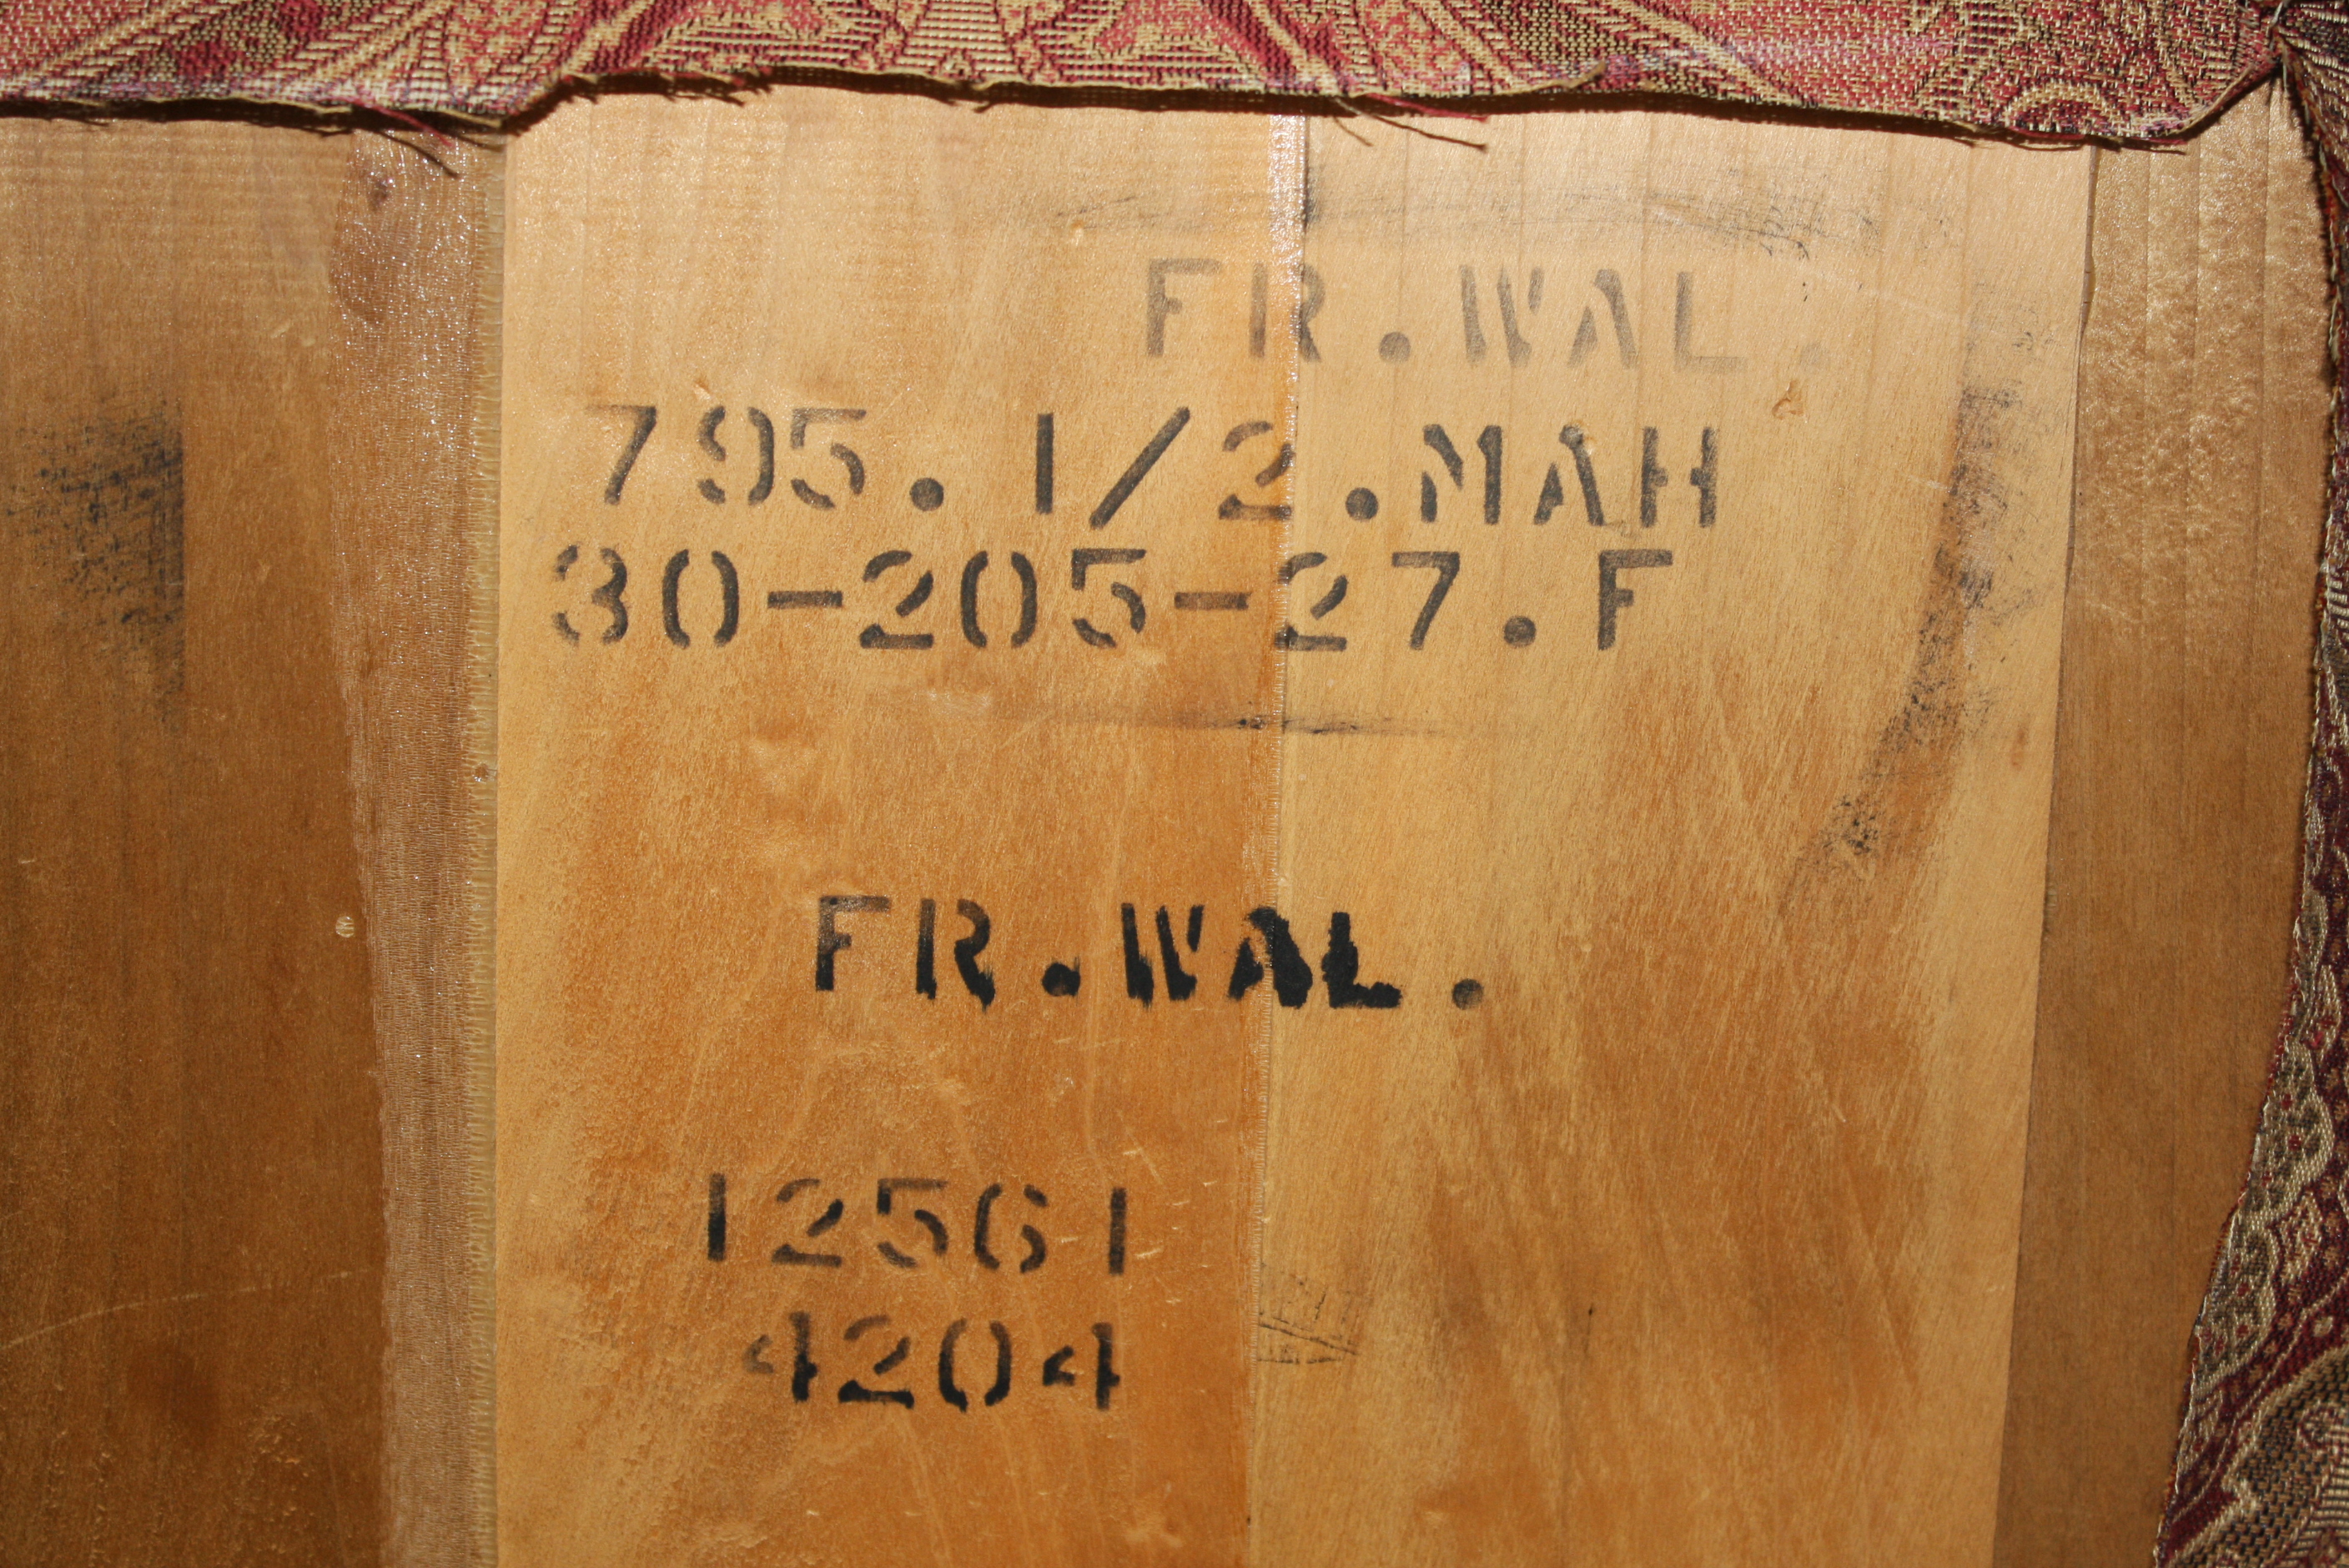 FR.WAL.
795.1/2.MAH
30-205-27.F
FR.WAL.
12561
4204